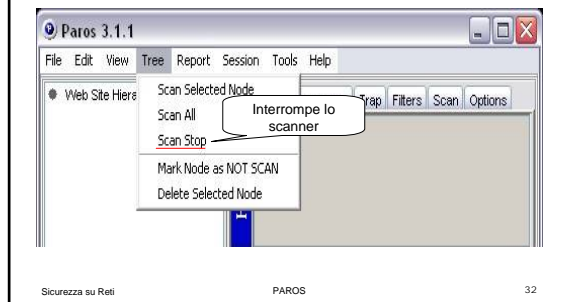 Paros 3.1.1
File Edit View Tree Report Session Tools Help
Web Site Hiera
Trap Filters Scan Options
Scan Selected Node
Scan All
Scan Stop
Mark Node as NOT SCAN
Delete Selected Node
Interrompe lo
scanner
Sicurezza su Reti PAROS 32